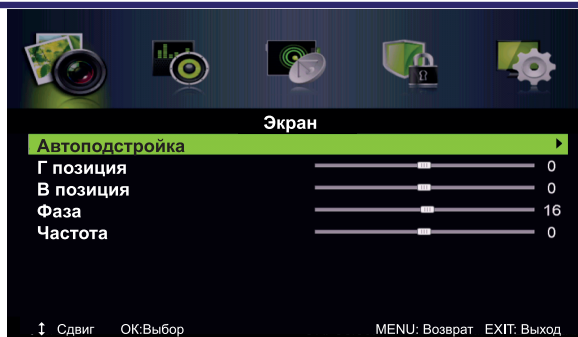 Экран
Автоподстройка
Г позиция 0
В позиция 0
Фаза 16
Частота 0
Сдвиг OK:Выбор MENU: Возврат EXIT: Выход